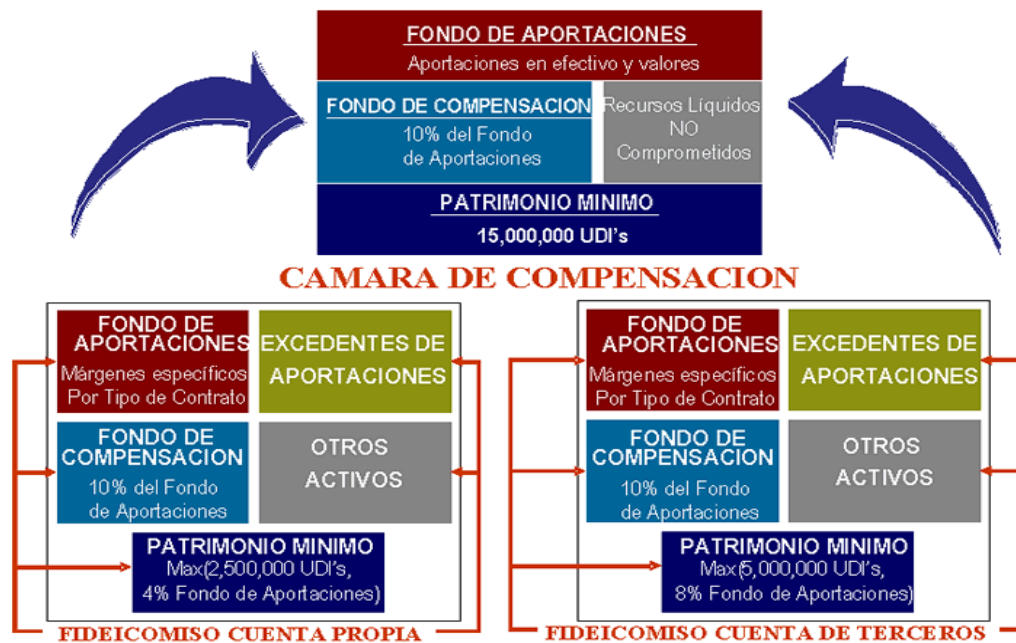 FONDO DE APORTACIONES
Aportaciones en efectivo y valores
FONDO DE COMPENSACION
10% del Fondo
de Aportaciones
Recursos Líquidos
NO
Comprometidos
PATRIMONIO MINIMO
15,000,000 UDI's
CAMARA DE COMPENSACION
FONDO DE
APORTACIONES
Márgenes específicos
Por Tipo de Contrato
EXCEDENTES DE
APORTACIONES
FONDO DE
COMPENSACION
10% del Fondo
de Aportaciones
OTROS
ACTIVOS
PATRIMONIO MINIMO
Max(2,500,000 UDI's,
4% Fondo de Aportaciones)
FIDEICOMISO CUENTA PROPIA
FONDO DE
APORTACIONES
Márgenes específicos
Por Tipo de Contrato
EXCEDENTES DE
APORTACIONES
FONDO DE
COMPENSACION
10% del Fondo
de Aportaciones
OTROS
ACTIVOS
PATRIMONIO MINIMO
Max(5,000,000 UDI's,
8% Fondo de Aportaciones)
FIDEICOMISO CUENTA DE TERCEROS